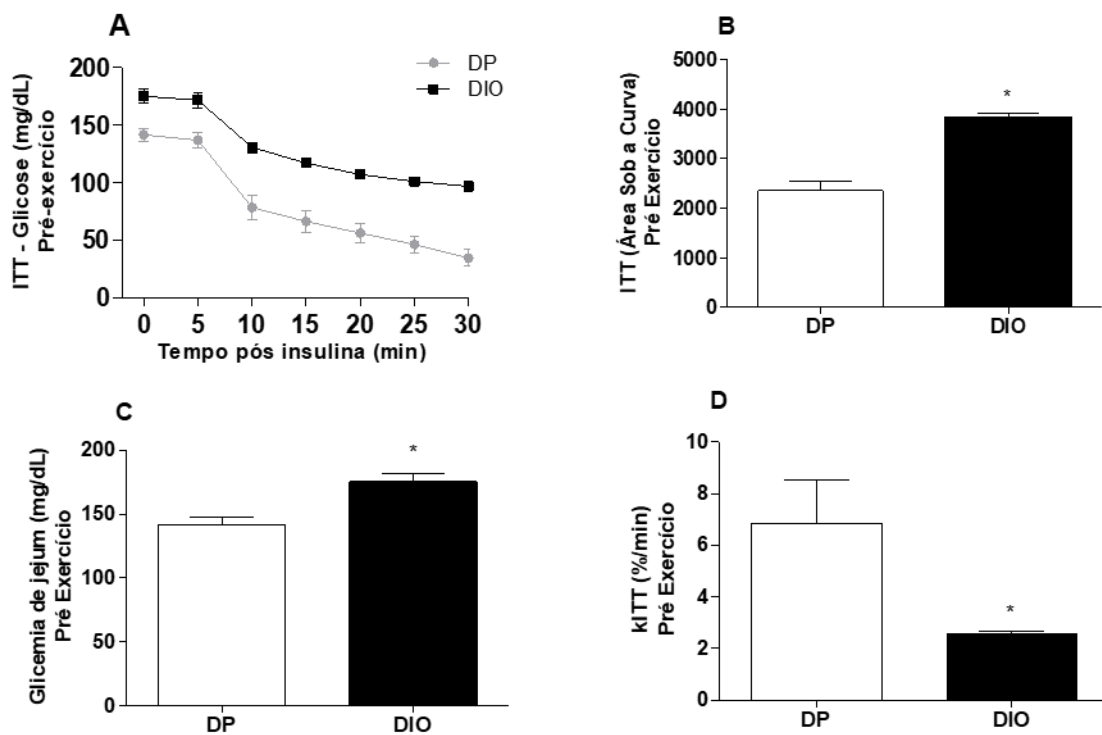 A
ITT - Glicose (mg/dL)
Pré-exercício
200
150
100
50
0
DP
DIO
0 5 10 15 20 25 30
Tempo pós insulina (min)
B
ITT (Área Sob a Curva)
Pré Exercício
5000
4000
3000
2000
1000
0
*
DP DIO
C
Glicemia de jejum (mg/dL)
Pré Exercício
200
150
100
50
0
*
DP DIO
D
kITT (%/min)
Pré Exercício
10
8
6
4
2
0
*
DP DIO